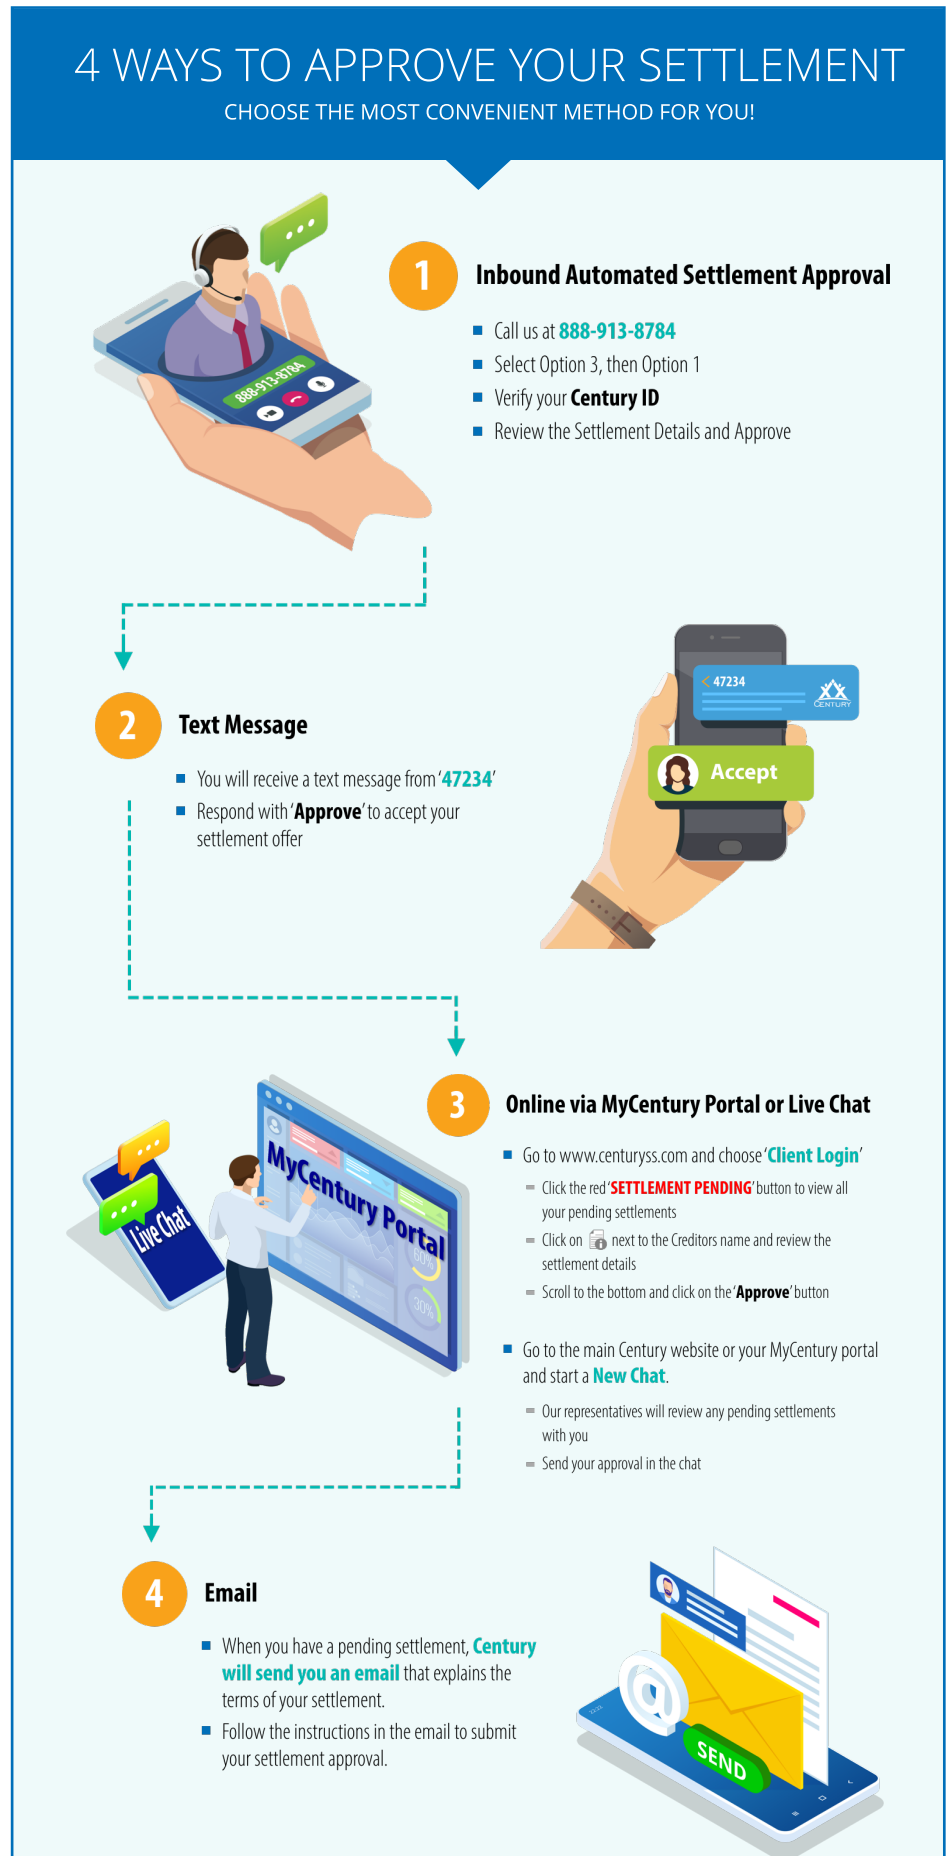 4 WAYS TO APPROVE YOUR SETTLEMENT
CHOOSE THE MOST CONVENIENT METHOD FOR YOU!
888-913-8784
1
Inbound Automated Settlement Approval
Call us at 888-913-8784
Select Option 3, then Option 1
Verify your Century ID
Review the Settlement Details and Approve
2
Text Message
You will receive a text message from '47234'
Respond with 'Approve' to accept your
settlement offer
< 47234
CENTURY
Accept
3
Online via MyCentury Portal or Live Chat
Go to www.centuryss.com and choose 'Client Login'
Click the red 'SETTLEMENT PENDING' button to view all
your pending settlements
Click on next to the Creditors name and review the
settlement details
Scroll to the bottom and click on the 'Approve' button
Go to the main Century website or your MyCentury portal
and start a New Chat.
Our representatives will review any pending settlements
with you
Send your approval in the chat
Live Chat
MyCentury Portal
60%
30%
4
Email
When you have a pending settlement, Century
will send you an email that explains the
terms of your settlement.
Follow the instructions in the email to submit
your settlement approval.
@
SEND